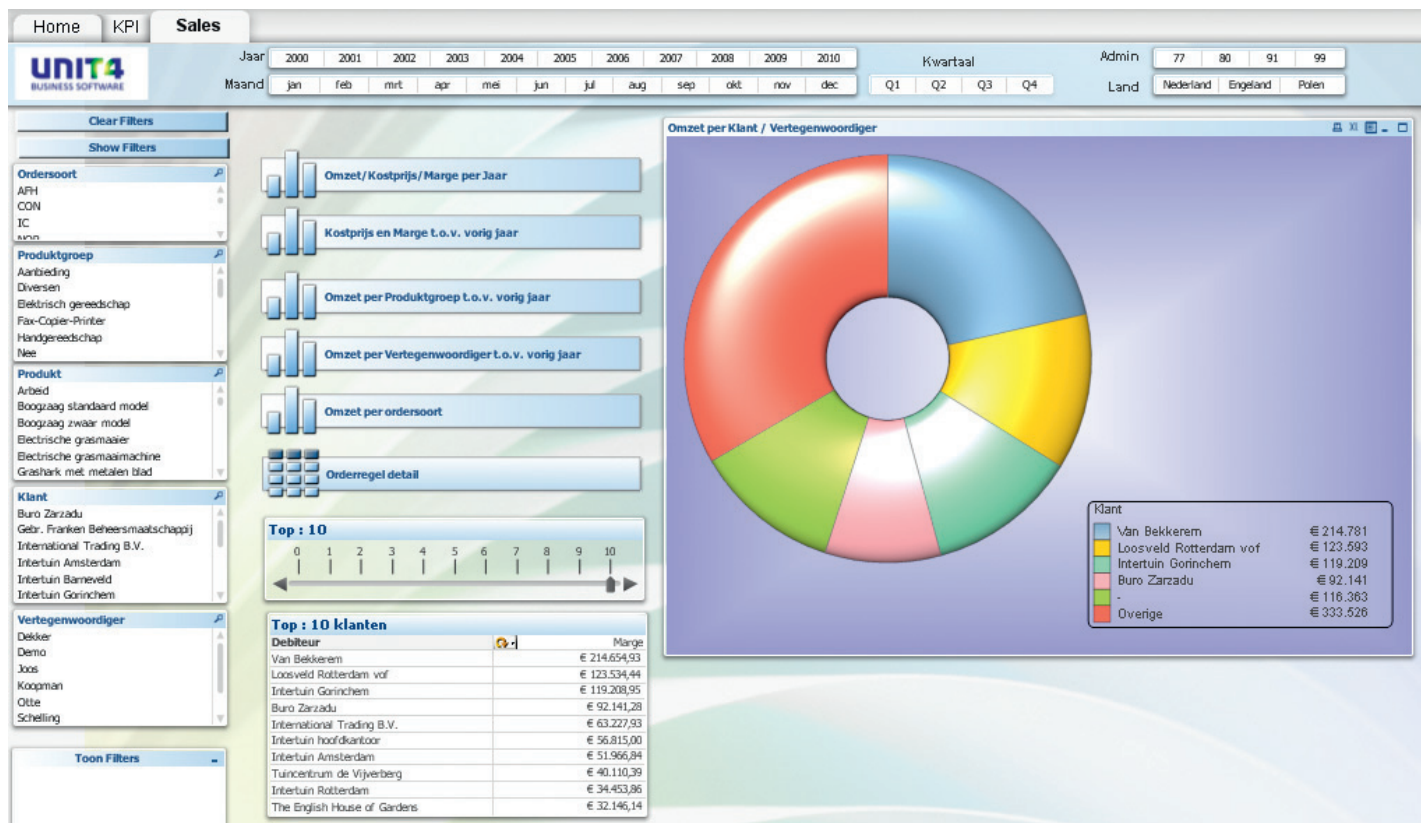 Home KPI Sales
UNIT4
BUSINESS SOFTWARE
Jaar 2000 2001 2002 2003 2004 2005 2006 2007 2008 2009 2010
Maand jan feb mrt apr mei jun jul aug sep okt nov dec
Kwartaal
Q1 Q2 Q3 Q4
Admin 77 80 91 99
Land Nederland Engeland Polen
Clear Filters
Show Filters
Ordersoort
AFH
CON
IC
Produktgroep
Aanbieding
Diversen
Elektrisch gereedschap
Fax-Copier-Printer
Handgereedschap
Nee
Produkt
Arbeid
Boogzaag standaard model
Boogzaag zwaar model
Electrische grasmaaier
Electrische grasmaaimachine
Grashark met metalen blad
Klant
Buro Zarzadu
Gebr. Franken Beheersmaatschappij
International Trading B.V.
Intertuin Amsterdam
Intertuin Barneveld
Intertuin Gorinchem
Vertegenwoordiger
Dekker
Demo
Joos
Koopman
Otte
Schelling
Toon Filters
Omzet/Kostprijs/Marge per Jaar
Kostprijs en Marge t.o.v. vorig jaar
Omzet per Produktgroep t.o.v. vorig jaar
Omzet per Vertegenwoordiger t.o.v. vorig jaar
Omzet per ordersoort
Orderregel detail
Top : 10
0 1 2 3 4 5 6 7 8 9 10
Top : 10 klanten
Debiteur Marge
Van Bekkerem € 214.654,93
Loosveld Rotterdam vof € 123.534,44
Intertuin Gorinchem € 119.208,95
Buro Zarzadu € 92.141,28
International Trading B.V. € 63.227,93
Intertuin hoofdkantoor € 56.815,00
Intertuin Amsterdam € 51.966,84
Tuincentrum de Vijverberg € 40.110,39
Intertuin Rotterdam € 34.453,86
The English House of Gardens € 32.146,14
Omzet per Klant / Vertegenwoordiger
XL
Klant
Van Bekkerem € 214.781
Loosveld Rotterdam vof € 123.593
Intertuin Gorinchem € 119.209
Buro Zarzadu € 92.141
- € 116.363
Overige € 333.526